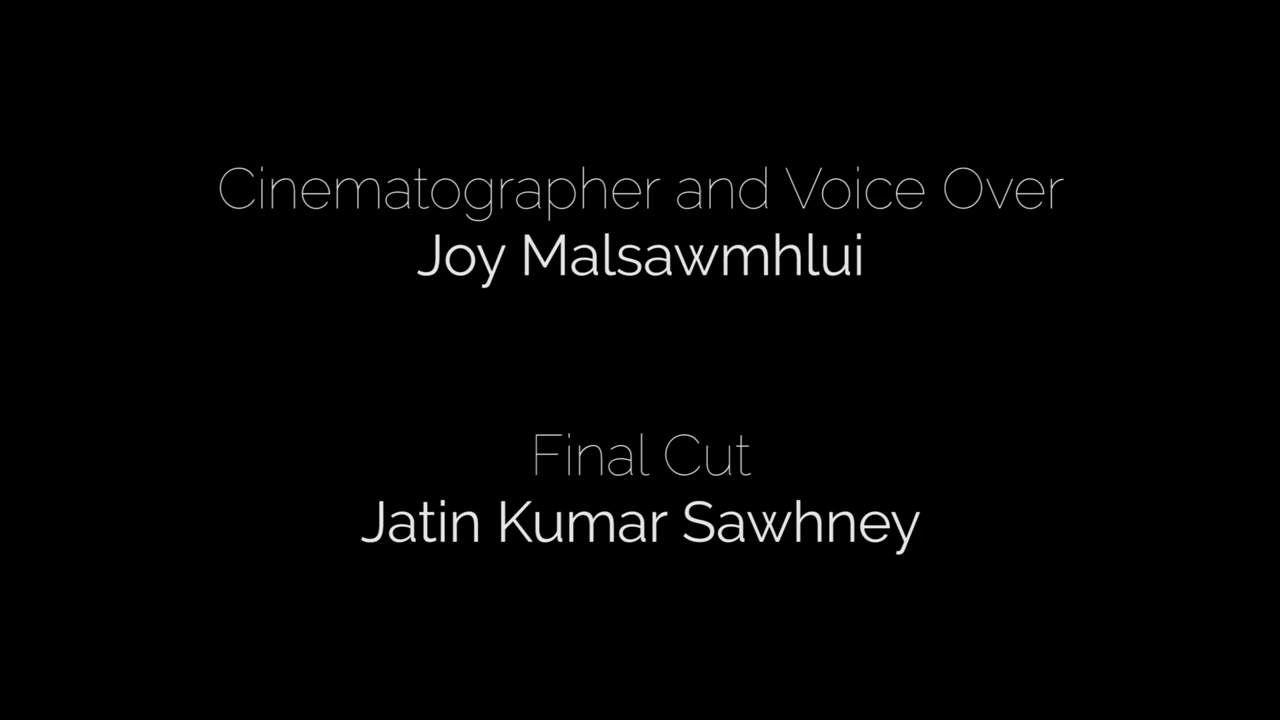 Cinematographer and Voice Over
Joy Malsawmhlui
Final Cut
Jatin Kumar Sawhney